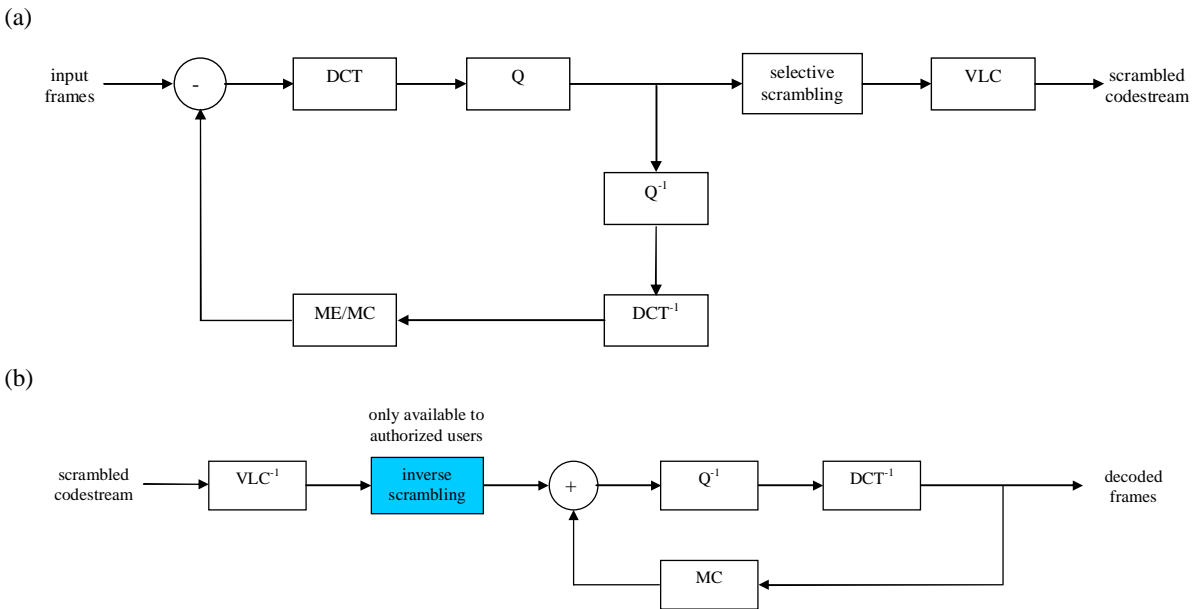 (a)
input
frames
-
DCT
Q
selective
scrambling
VLC
scrambled
codestream
Q⁻¹
ME/MC
DCT⁻¹
(b)
only available to
authorized users
scrambled
codestream
VLC⁻¹
inverse
scrambling
+
Q⁻¹
DCT⁻¹
decoded
frames
MC